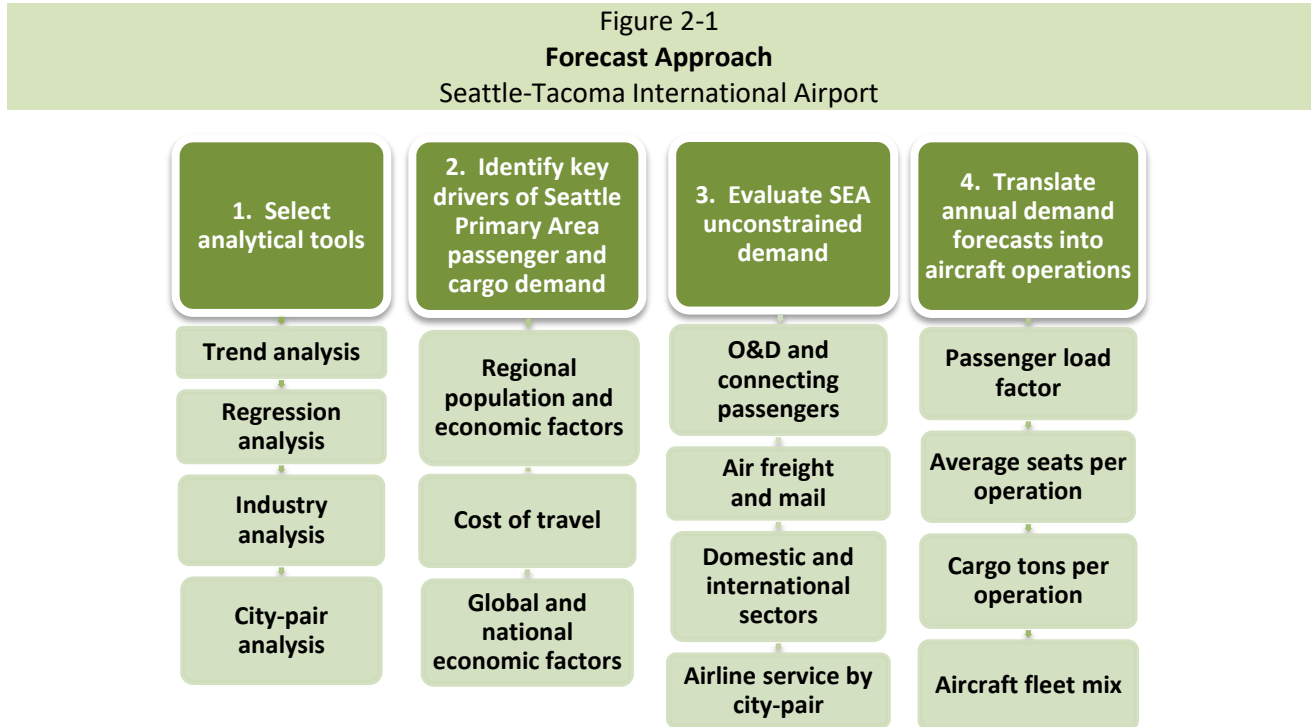 Figure 2-1
Forecast Approach
Seattle-Tacoma International Airport
1. Select
analytical tools
Trend analysis
Regression
analysis
Industry
analysis
City-pair
analysis
2. Identify key
drivers of Seattle
Primary Area
passenger and
cargo demand
Regional
population and
economic factors
Cost of travel
Global and
national
economic factors
3. Evaluate SEA
unconstrained
demand
O&D and
connecting
passengers
Air freight
and mail
Domestic and
international
sectors
Airline service by
city-pair
4. Translate
annual demand
forecasts into
aircraft operations
Passenger load
factor
Average seats per
operation
Cargo tons per
operation
Aircraft fleet mix